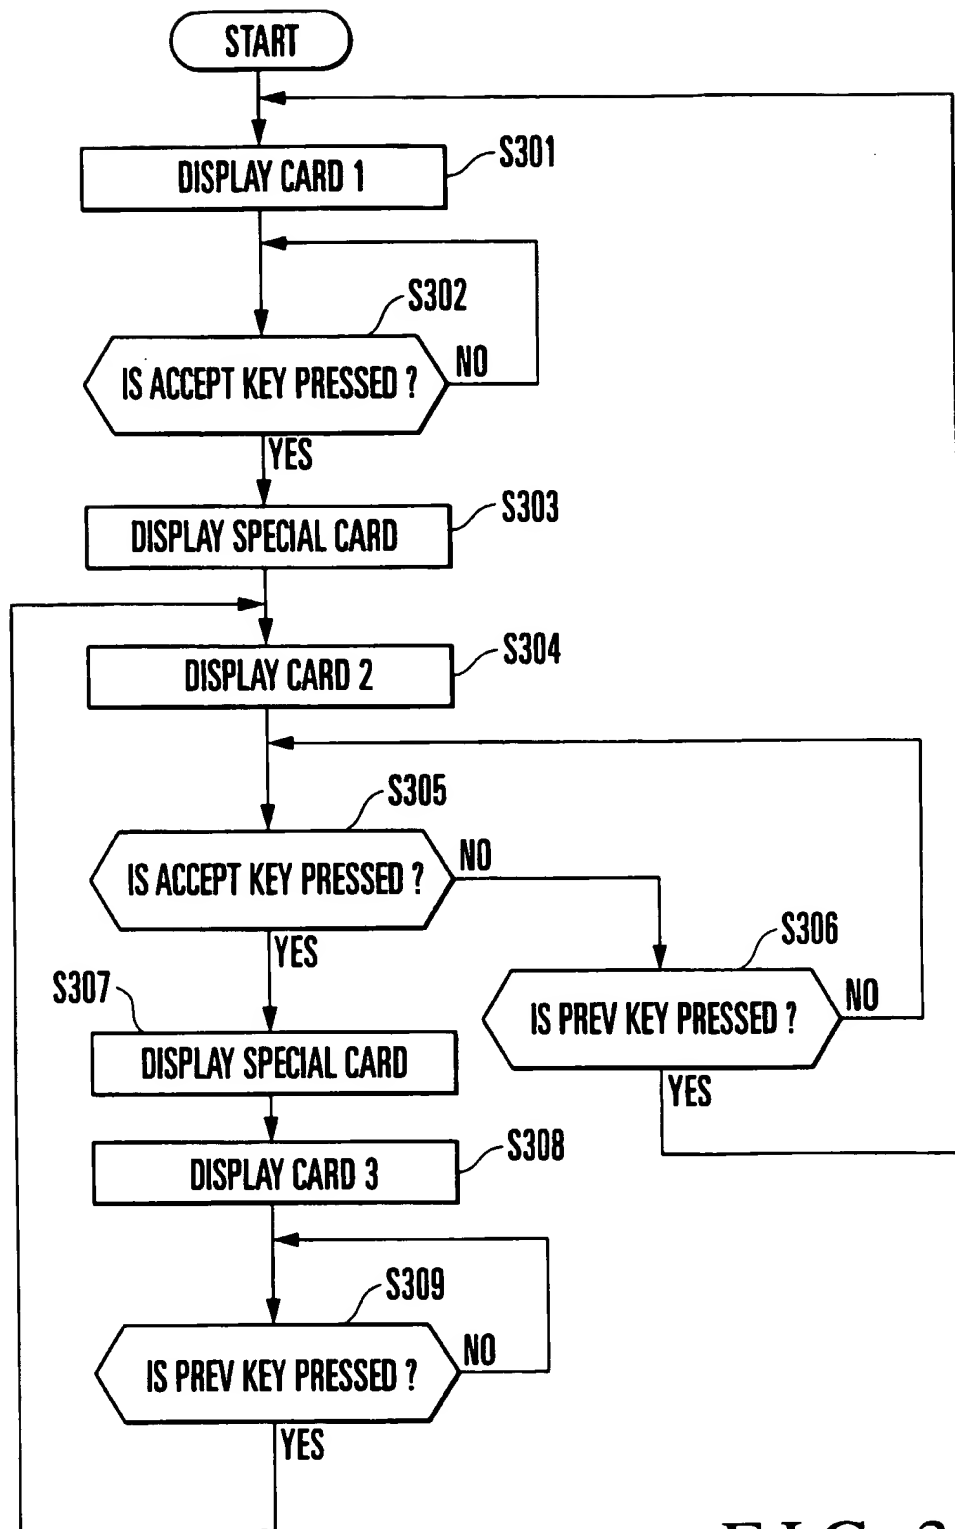 START
DISPLAY CARD 1
S301
S302
IS ACCEPT KEY PRESSED ?
NO
YES
S303
DISPLAY SPECIAL CARD
S304
DISPLAY CARD 2
S305
IS ACCEPT KEY PRESSED ?
NO
YES
S306
IS PREV KEY PRESSED ?
NO
YES
S307
DISPLAY SPECIAL CARD
S308
DISPLAY CARD 3
S309
IS PREV KEY PRESSED ?
NO
YES